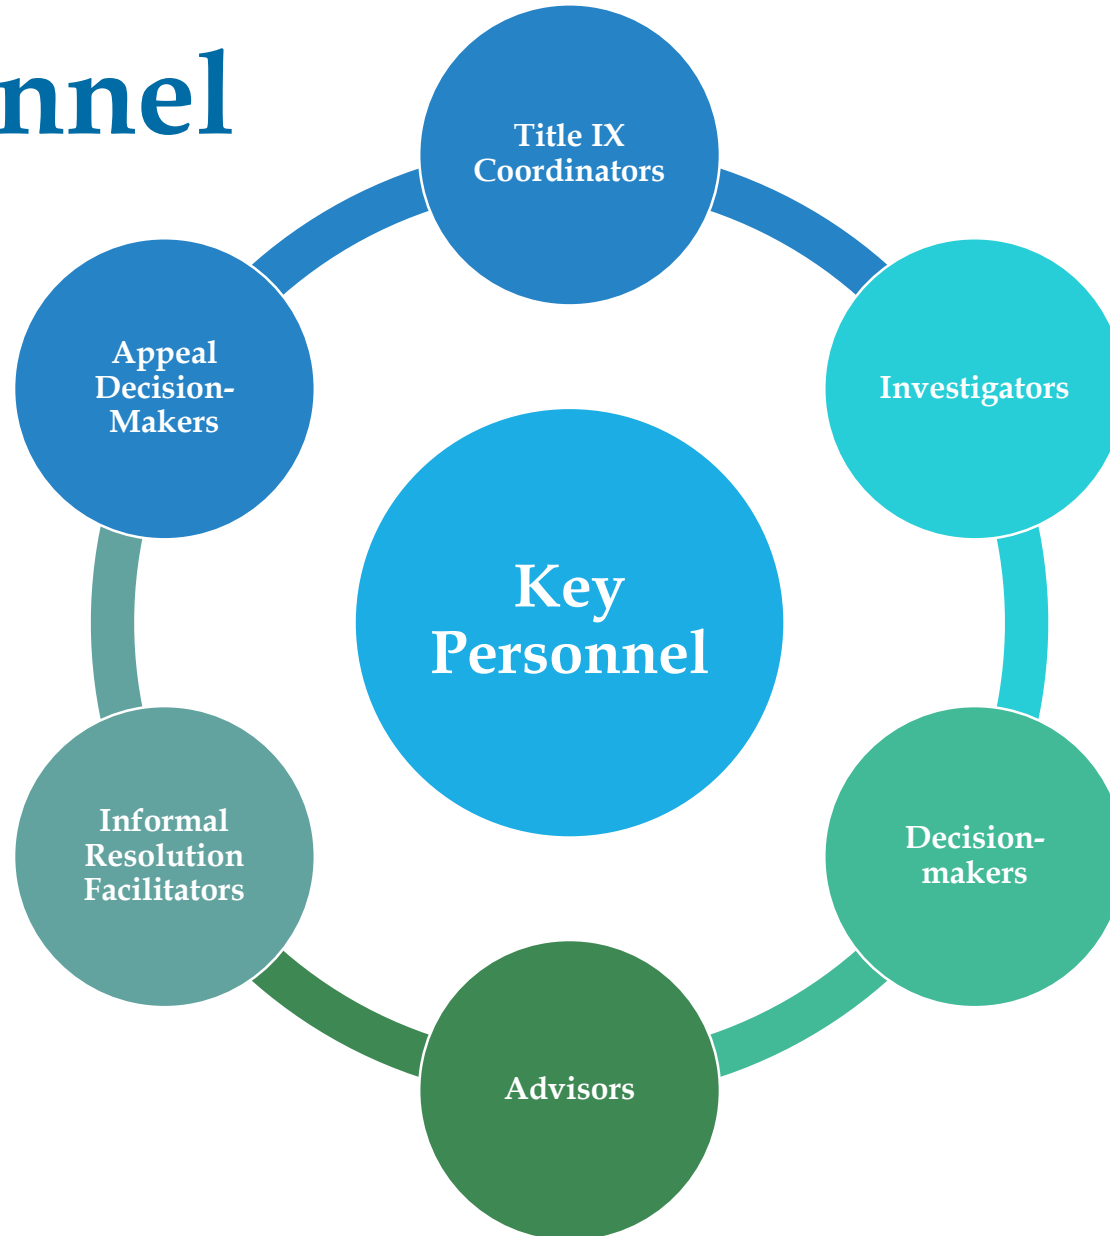 nnel
Title IX
Coordinators
Appeal
Decision-
Makers
Investigators
Key
Personnel
Informal
Resolution
Facilitators
Decision-
makers
Advisors